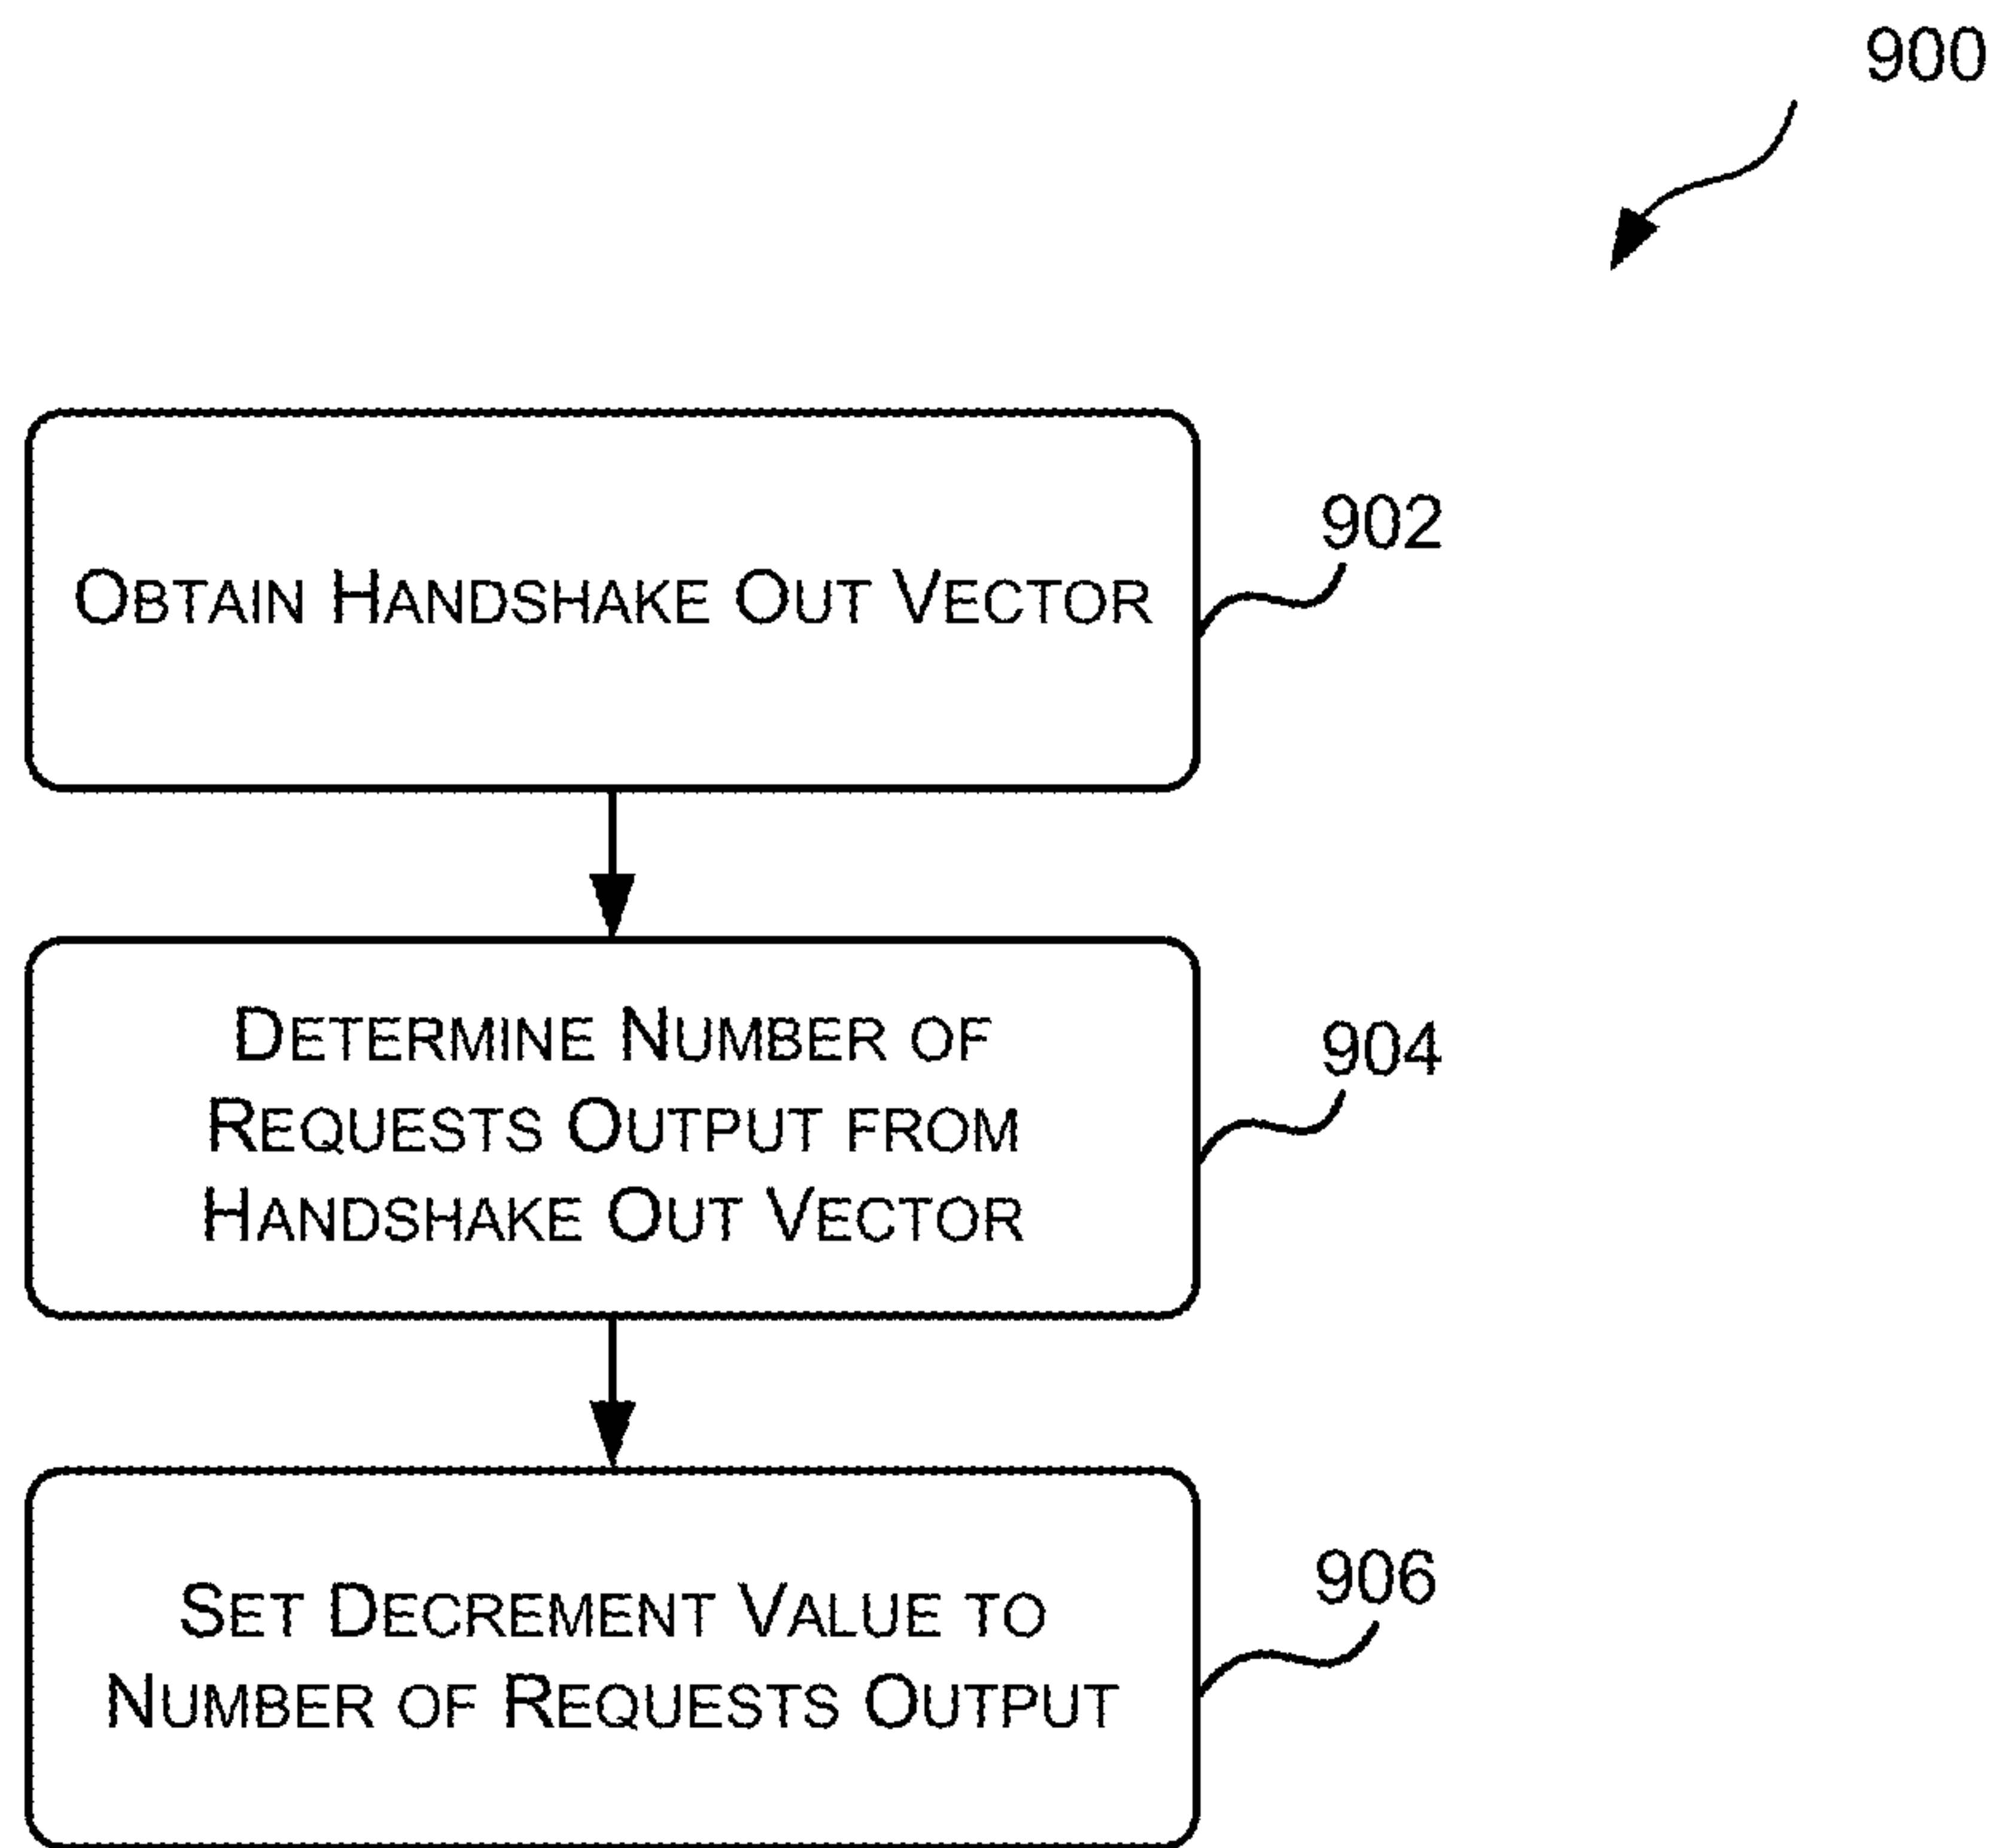 900
OBTAIN HANDSHAKE OUT VECTOR
902
DETERMINE NUMBER OF
REQUESTS OUTPUT FROM
HANDSHAKE OUT VECTOR
904
SET DECREMENT VALUE TO
NUMBER OF REQUESTS OUTPUT
906